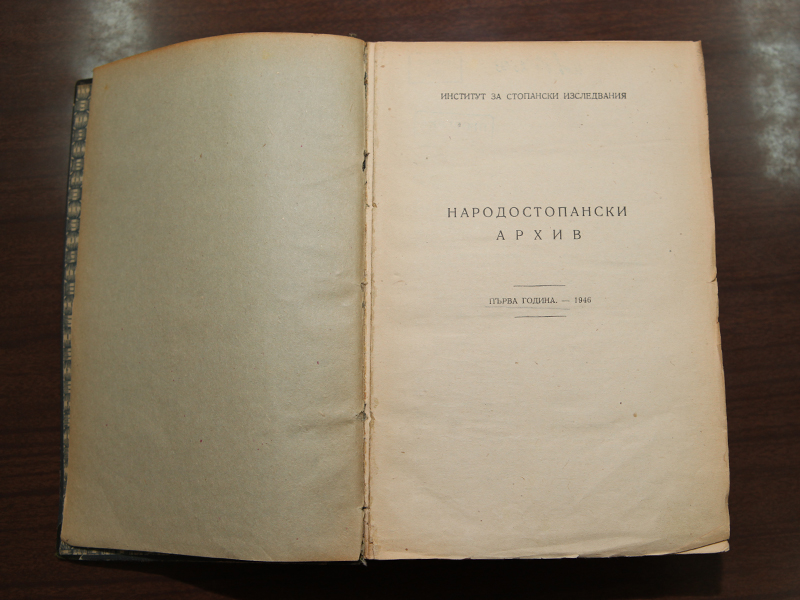 ИНСТИТУТ ЗА СТОПАНСКИ ИЗСЛЕДВАНИЯ
НАРОДОСТОПАНСКИ
АРХИВ
ПЪРВА ГОДИНА. — 1946